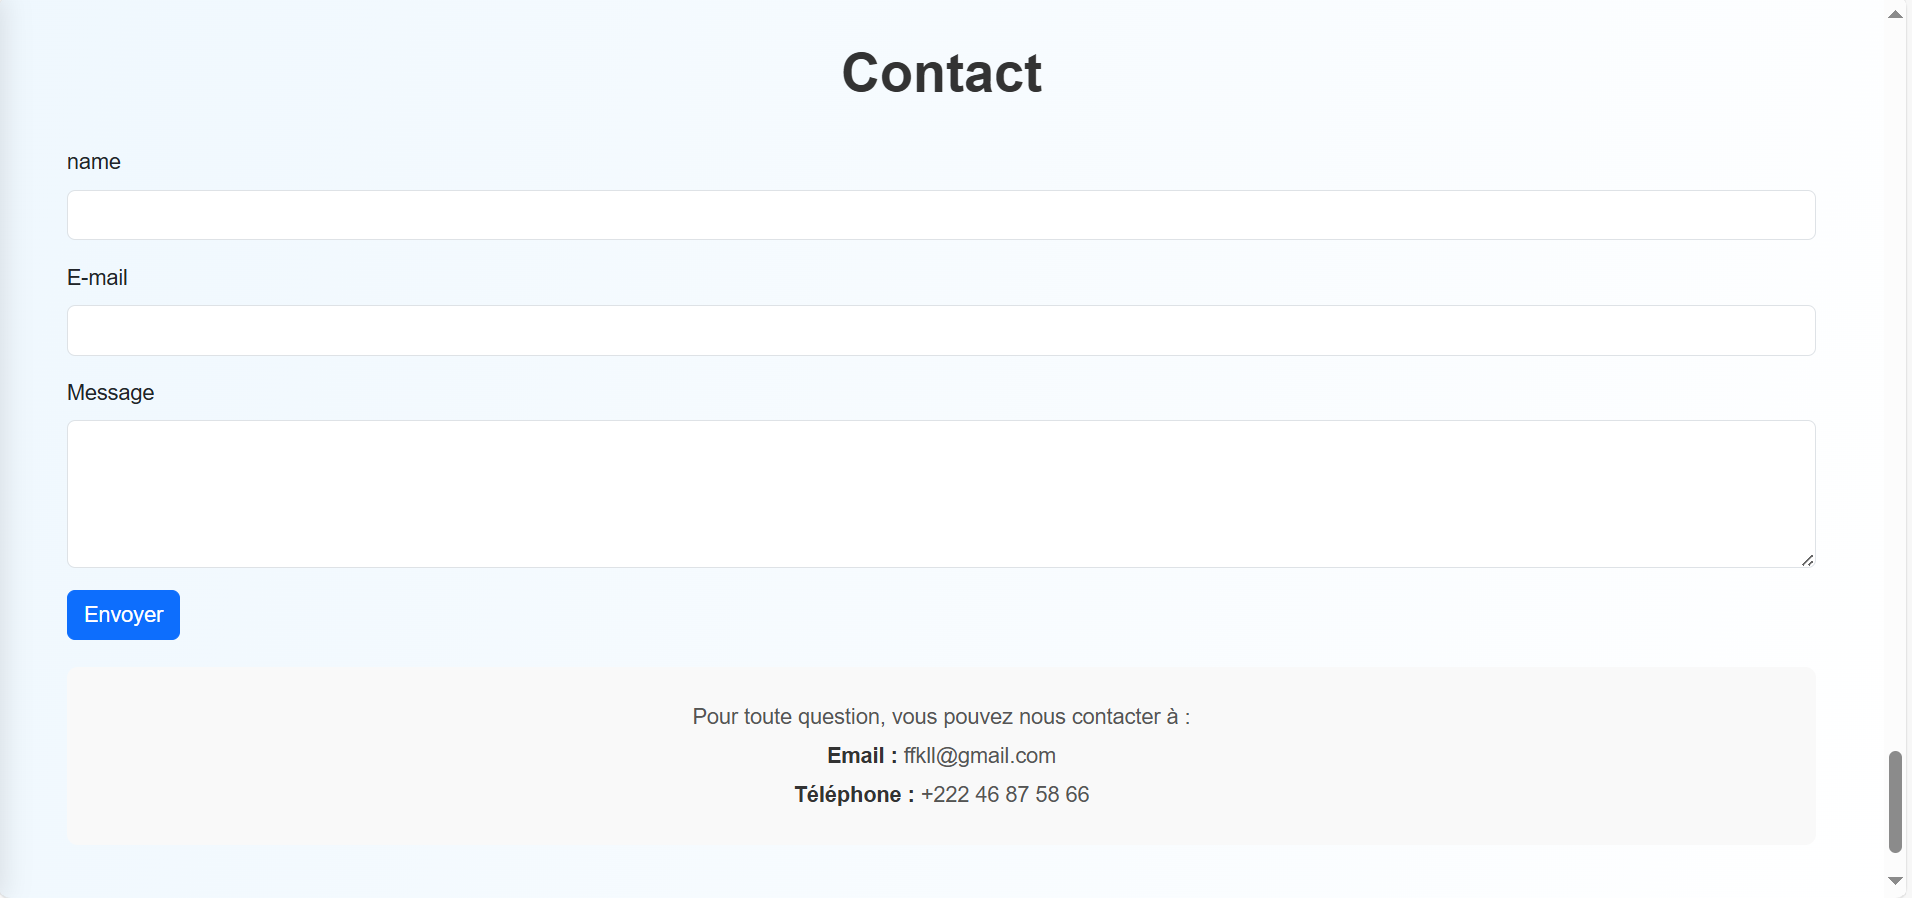 Contact
name
E-mail
Message
Envoyer
Pour toute question, vous pouvez nous contacter à :
Email : ffkll@gmail.com
Téléphone : +222 46 87 58 66